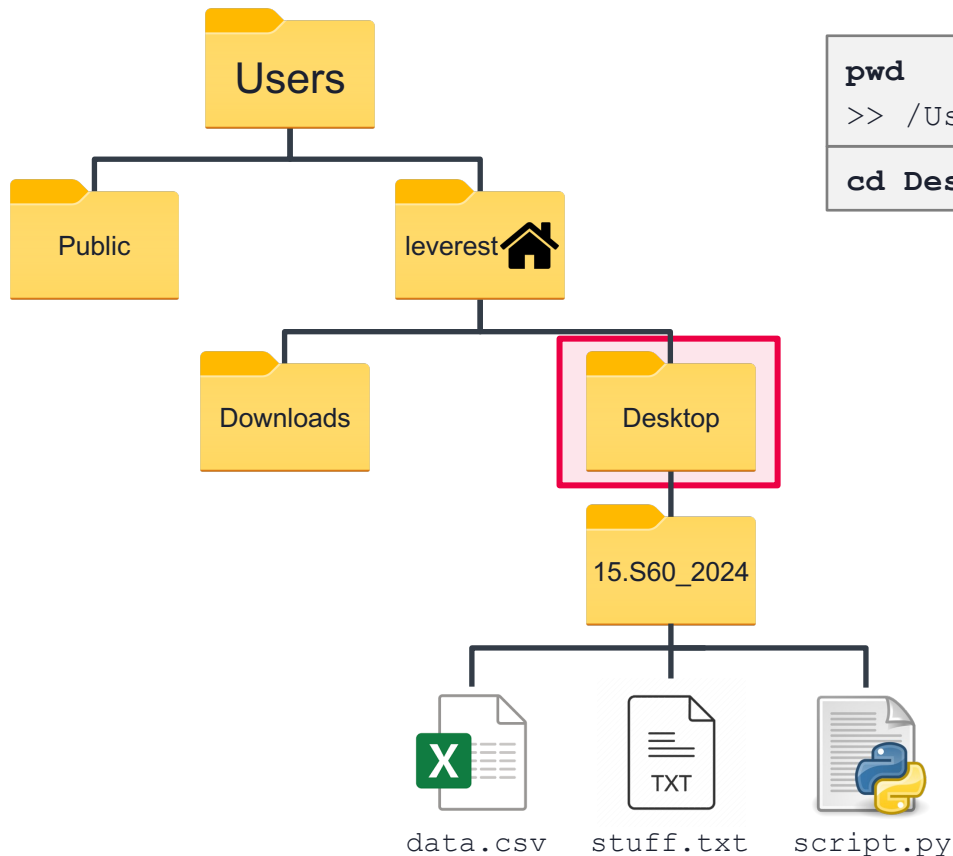 Users
pwd
>> /Us
cd Des
Public
leverest
Downloads
Desktop
15.S60_2024
X
TXT
data.csv
stuff.txt
script.py